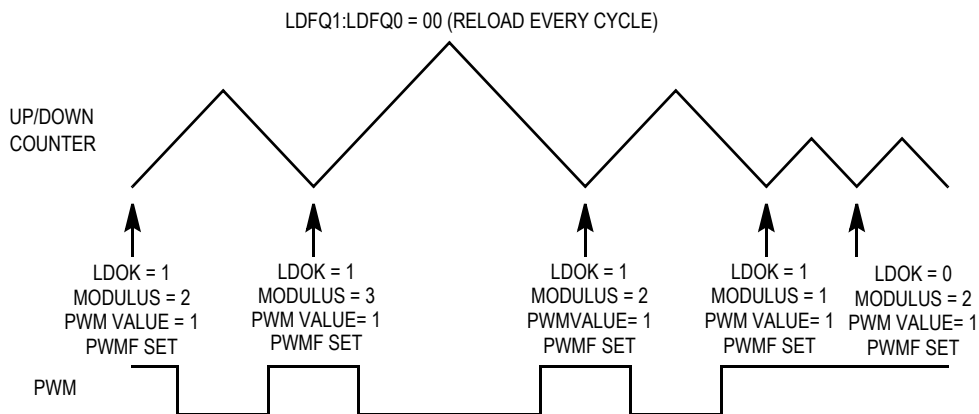 LDFQ1:LDFQ0 = 00 (RELOAD EVERY CYCLE)
UP/DOWN
COUNTER
LDOK = 1
MODULUS = 2
PWM VALUE = 1
PWMF SET
LDOK = 1
MODULUS = 3
PWM VALUE= 1
PWMF SET
LDOK = 1
MODULUS = 2
PWMVALUE= 1
PWMF SET
LDOK = 1
MODULUS = 1
PWM VALUE= 1
PWMF SET
LDOK = 0
MODULUS = 2
PWM VALUE = 1
PWMF SET
PWM